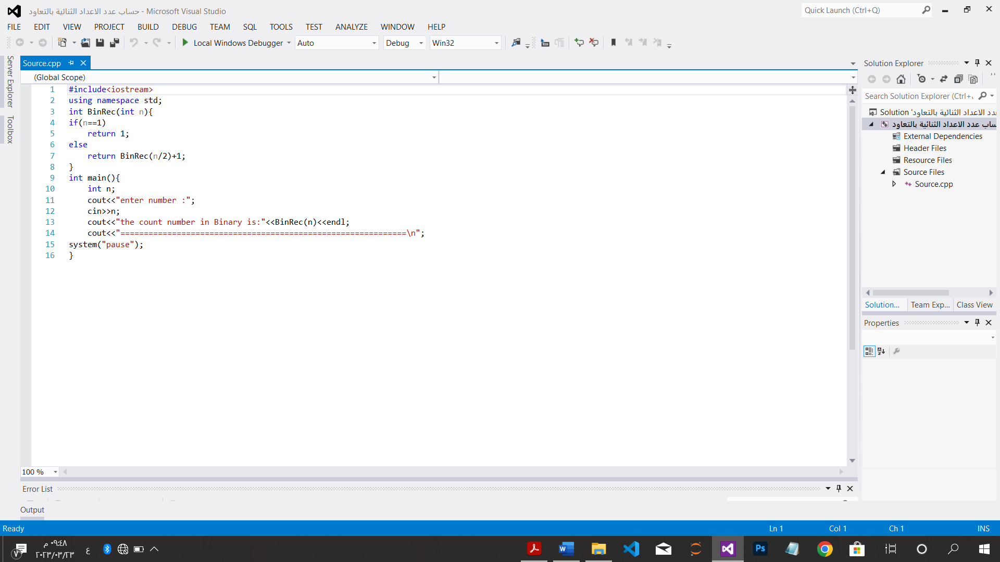 حساب عدد الاعداد الثنائية بالتعاود - Microsoft Visual Studio
Quick Launch (Ctrl+Q)
FILE EDIT VIEW PROJECT BUILD DEBUG TEAM SQL TOOLS TEST ANALYZE WINDOW HELP
Local Windows Debugger Auto Debug Win32
Server Explorer
Toolbox
Source.cpp
(Global Scope)
1 #include<iostream>
2 using namespace std;
3 int BinRec(int n){
4 if(n==1)
5 return 1;
6 else
7 return BinRec(n/2)+1;
8 }
9 int main(){
10 int n;
11 cout<<"enter number :";
12 cin>>n;
13 cout<<"the count number in Binary is:"<<BinRec(n)<<endl;
14 cout<<"=============================================================\n";
15 system("pause");
16 }
100 %
Error List
Output
Solution Explorer
Search Solution Explorer (Ctrl+
Solution 'عدد الاعداد الثنائية بالتعاود
ساب عدد الاعداد الثنائية بالتعاود
External Dependencies
Header Files
Resource Files
Source Files
Source.cpp
Solution... Team Exp... Class View
Properties
Ready Ln 1 Col 1 Ch 1 INS
٠٩:٤٨ م
٢٠٢٣/٠٣/٢٣
٧
ع
Ps